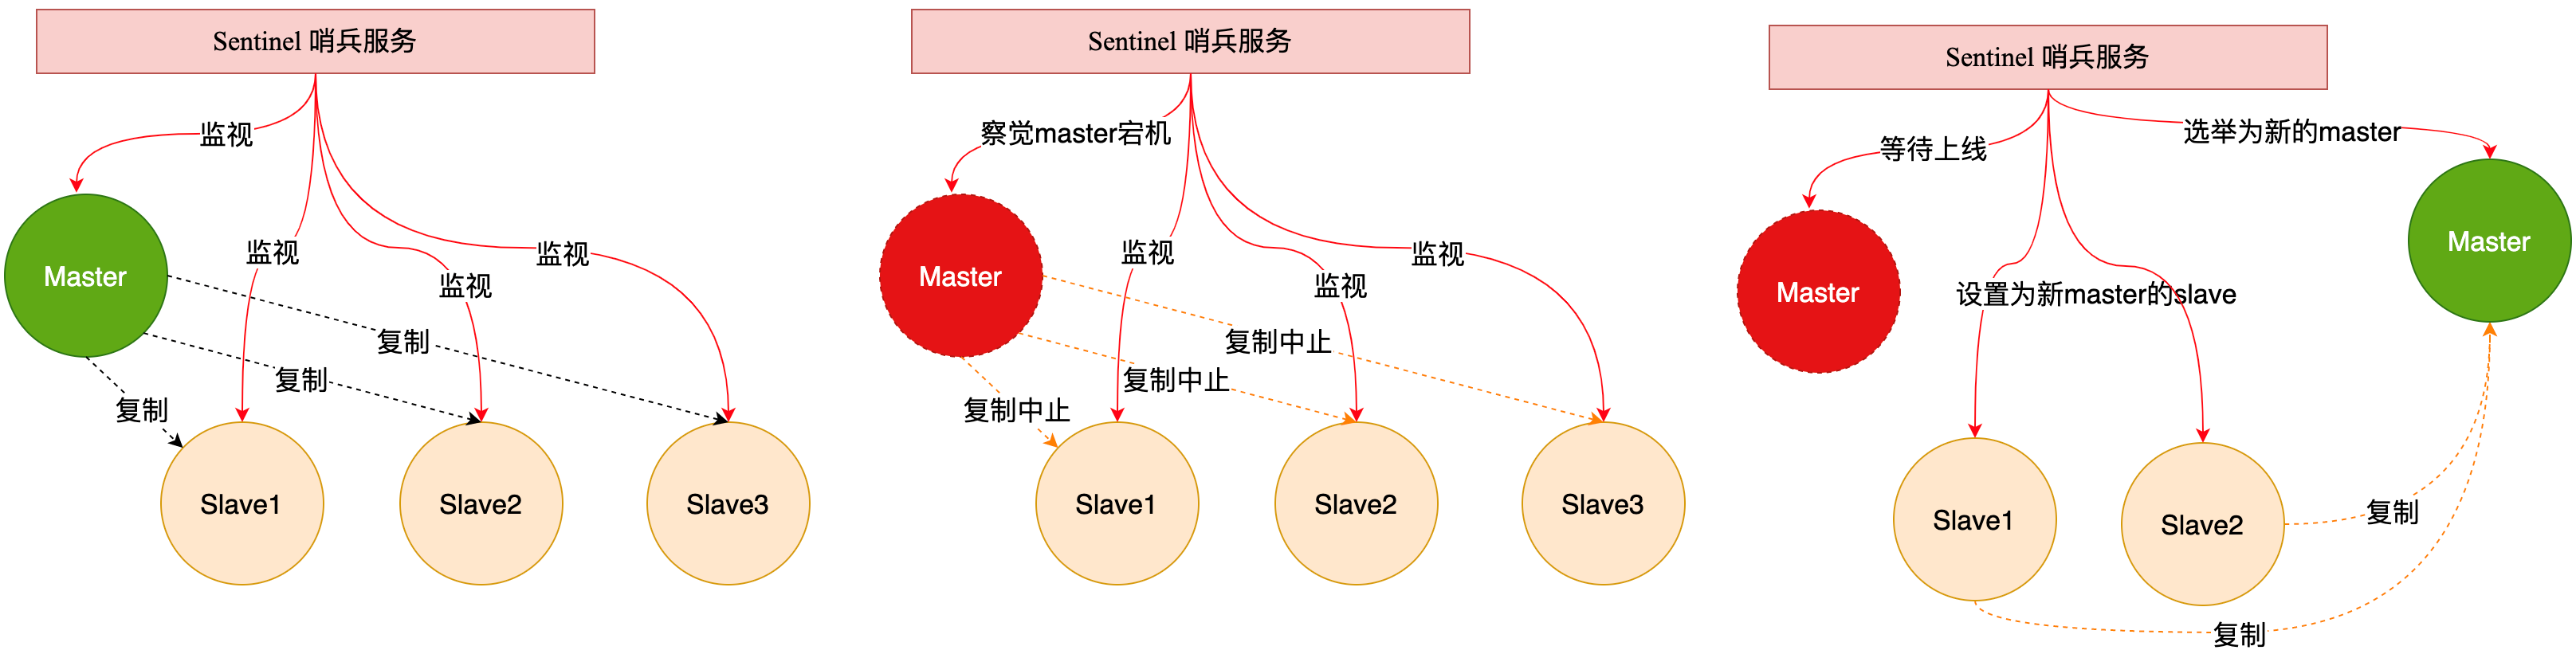 Sentinel 哨兵服务
监视
监视
监视
监视
Master
复制
复制
复制
Slave1
Slave2
Slave3
Sentinel 哨兵服务
察觉master宕机
监视
监视
监视
Master
复制中止
复制中止
复制中止
Slave1
Slave2
Slave3
Sentinel 哨兵服务
选举为新的master
等待上线
Master
Master
设置为新master的slave
Slave1
Slave2
复制
复制